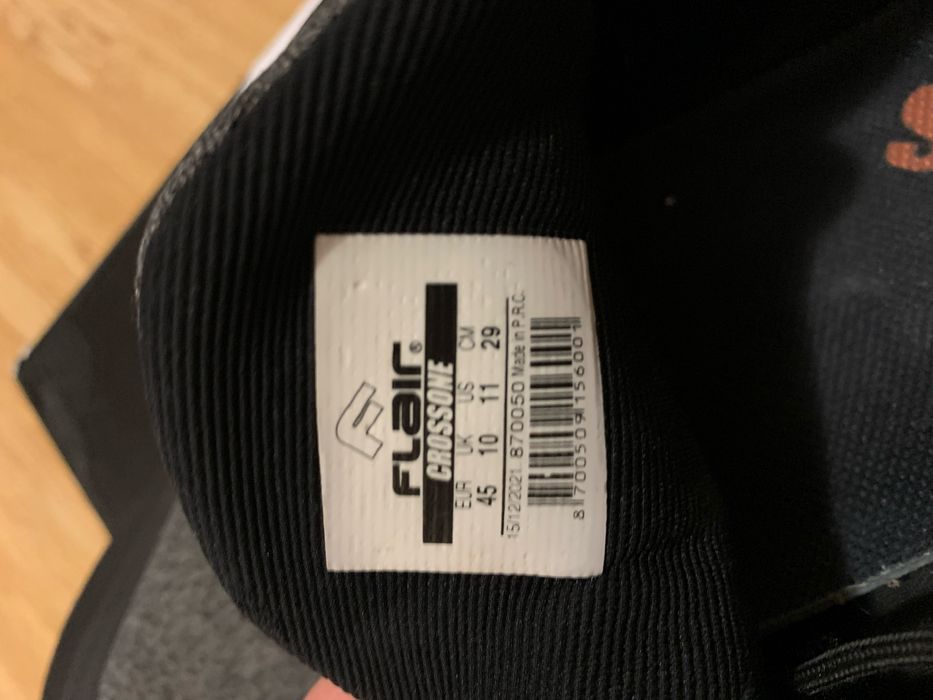 FLaIr®
CROSSONE
EUR UK US CM
45 10 11 29
15/12/2021 870050 Made in P.R.C.
8170050915600